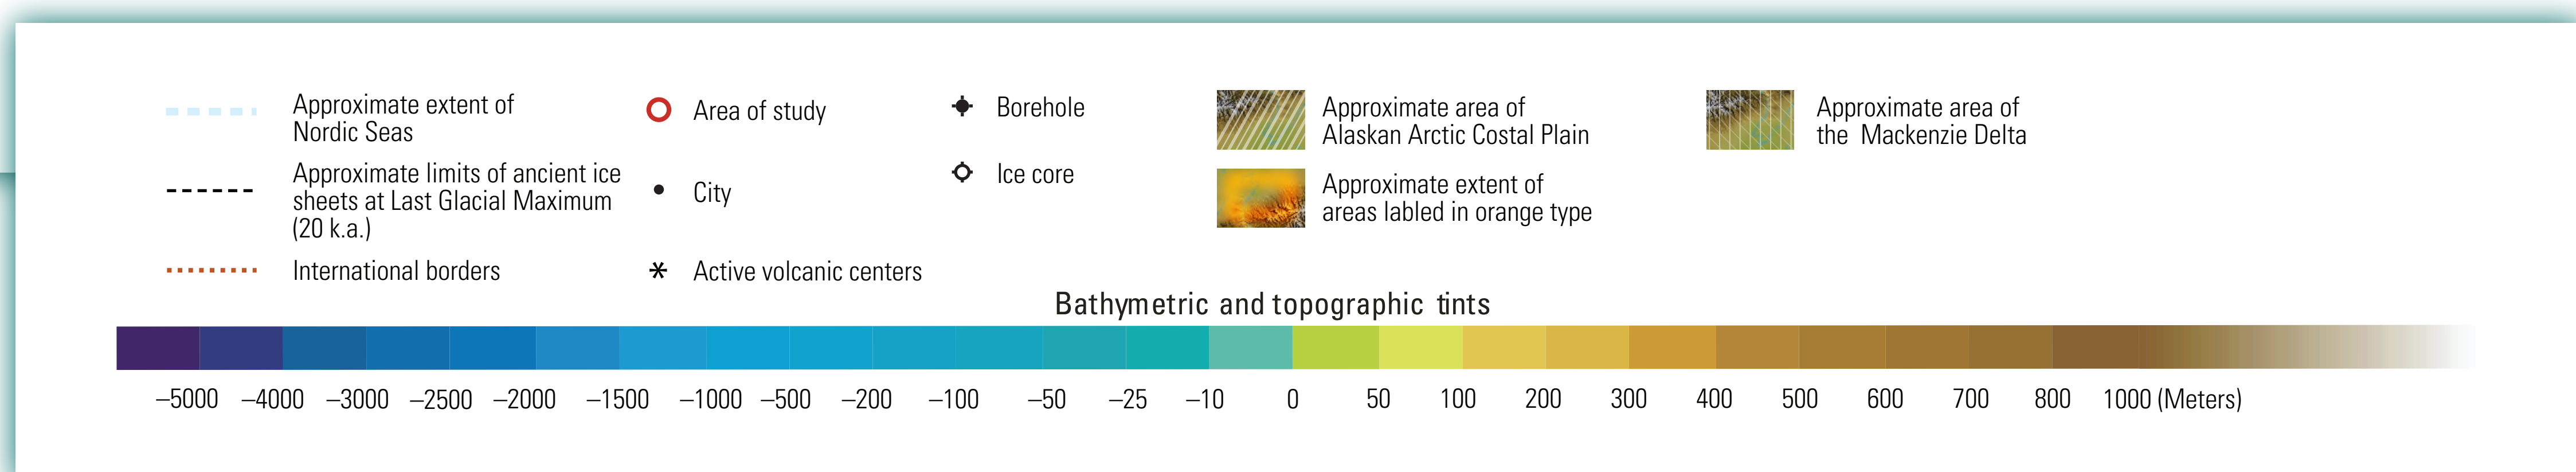 Approximate extent of
Nordic Seas
Approximate limits of ancient ice
sheets at Last Glacial Maximum
(20 k.a.)
International borders
Area of study
City
Active volcanic centers
Borehole
Ice core
Approximate area of
Alaskan Arctic Costal Plain
Approximate extent of
areas labled in orange type
Approximate area of
the Mackenzie Delta
Bathymetric and topographic tints
–5000 –4000 –3000 –2500 –2000 –1500 –1000 –500 –200 –100 –50 –25 –10 0 50 100 200 300 400 500 600 700 800 1000 (Meters)